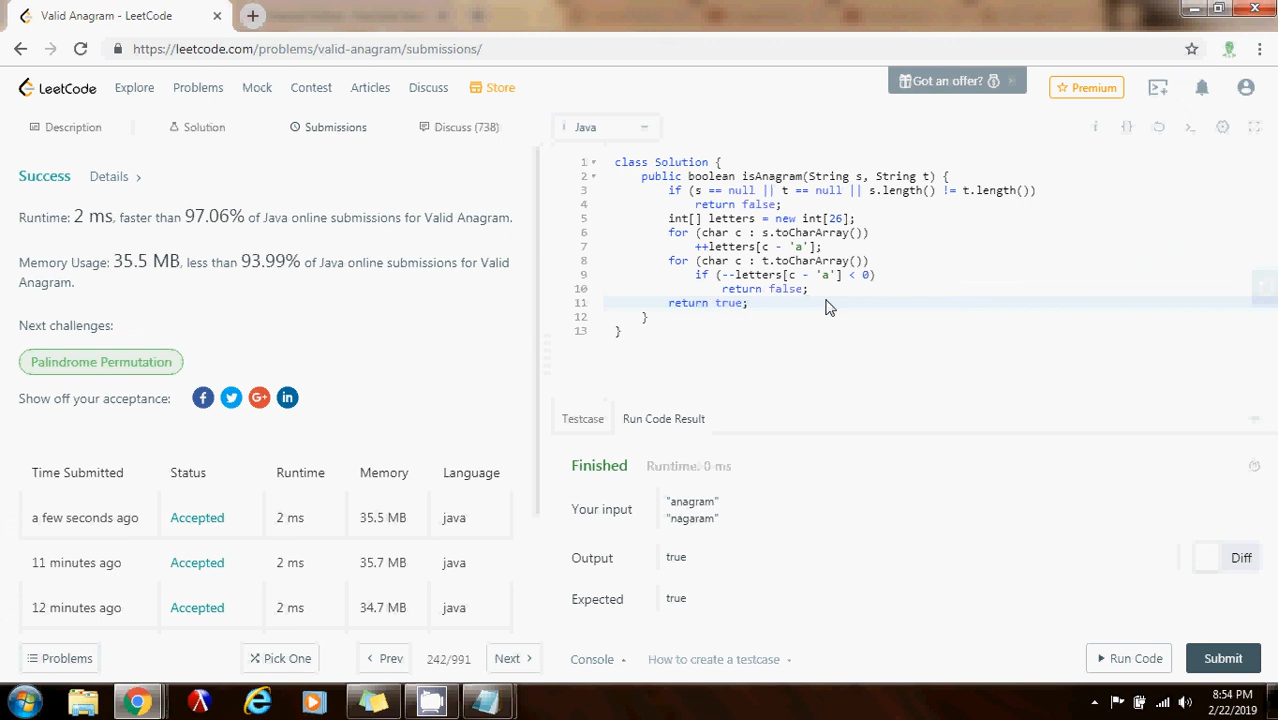 Valid Anagram - LeetCode
https://leetcode.com/problems/valid-anagram/submissions/
LeetCode Explore Problems Mock Contest Articles Discuss Store Got an offer? Premium
Description Solution Submissions Discuss (738) Java
Success Details
Runtime: 2 ms, faster than 97.06% of Java online submissions for Valid Anagram.
Memory Usage: 35.5 MB, less than 93.99% of Java online submissions for Valid
Anagram.
Next challenges:
Palindrome Permutation
Show off your acceptance:
Time Submitted Status Runtime Memory Language
a few seconds ago Accepted 2 ms 35.5 MB java
11 minutes ago Accepted 2 ms 35.7 MB java
12 minutes ago Accepted 2 ms 34.7 MB java
Problems Pick One Prev 242/991 Next
1 class Solution {
2 public boolean isAnagram(String s, String t) {
3 if (s == null || t == null || s.length() != t.length())
4 return false;
5 int[] letters = new int[26];
6 for (char c : s.toCharArray())
7 ++letters[c - 'a'];
8 for (char c : t.toCharArray())
9 if (--letters[c - 'a'] < 0)
10 return false;
11 return true;
12 }
13 }
Testcase Run Code Result
Finished Runtime: 0 ms
Your input
"anagram"
"nagaram"
Output true Diff
Expected true
Console How to create a testcase Run Code Submit
8:54 PM
2/22/2019